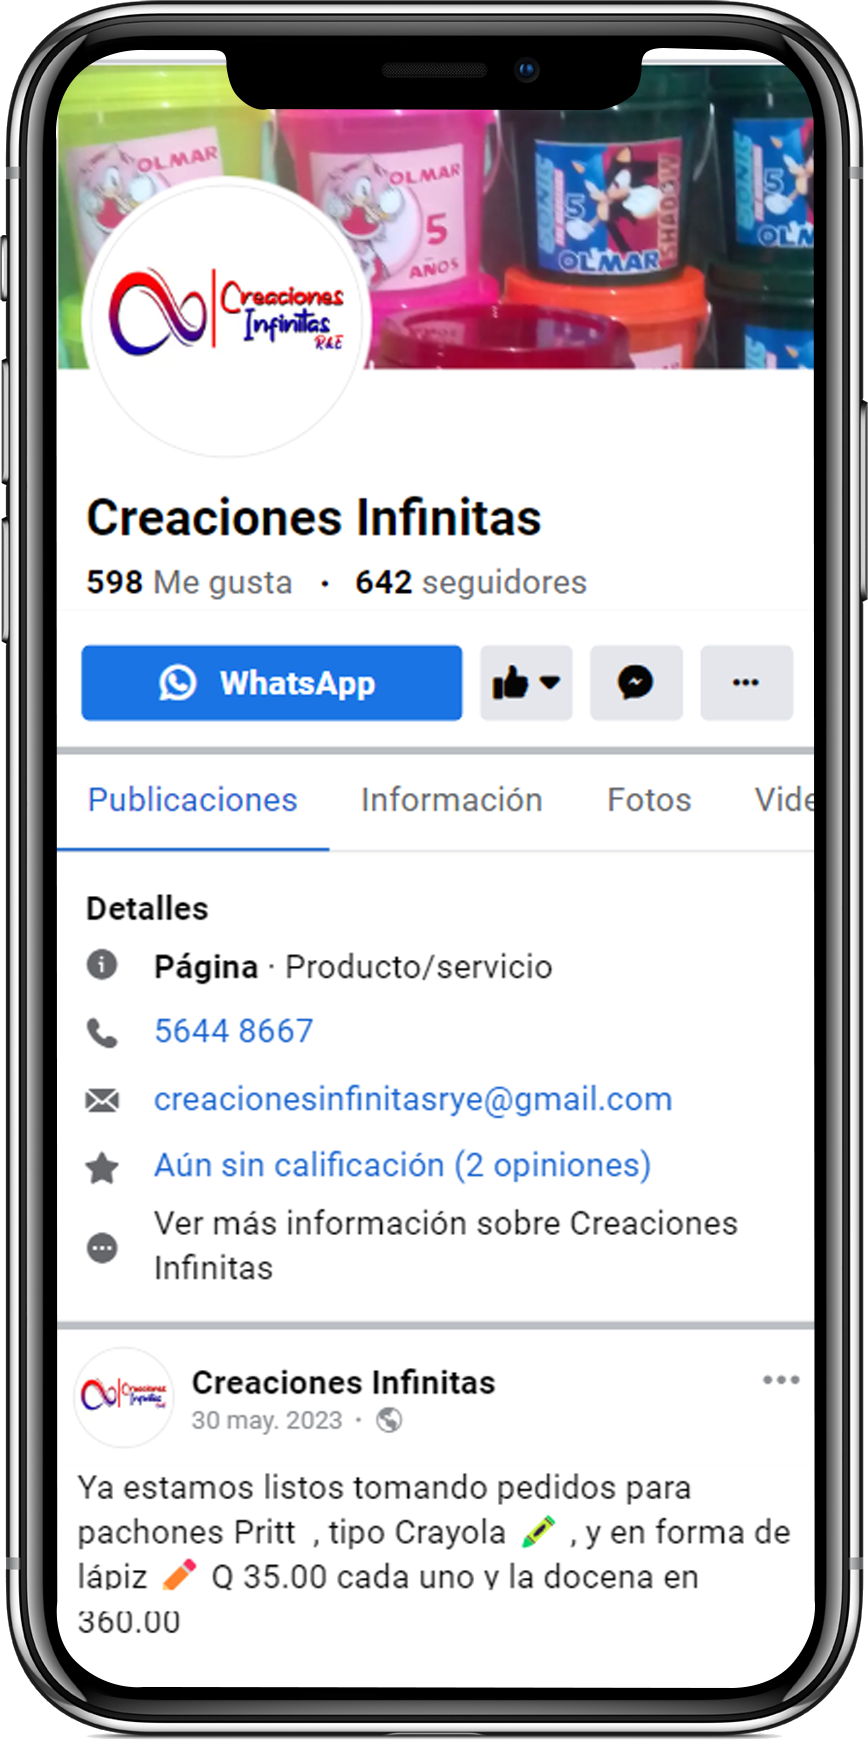 OLMAR
OLMAR
5
AÑOS
SONIC
5
SHADOW
OLMAR
SONIC
5
OLM
Creaciones
Infinitas
R&E
Creaciones Infinitas
598 Me gusta · 642 seguidores
WhatsApp
Publicaciones Información Fotos Vide
Detalles
Página · Producto/servicio
5644 8667
creacionesinfinitasrye@gmail.com
Aún sin calificación (2 opiniones)
Ver más información sobre Creaciones
Infinitas
Creaciones
Infinitas
Creaciones Infinitas
30 may. 2023 ·
Ya estamos listos tomando pedidos para
pachones Pritt , tipo Crayola 🖍️ , y en forma de
lápiz ✏️ Q 35.00 cada uno y la docena en
360.00